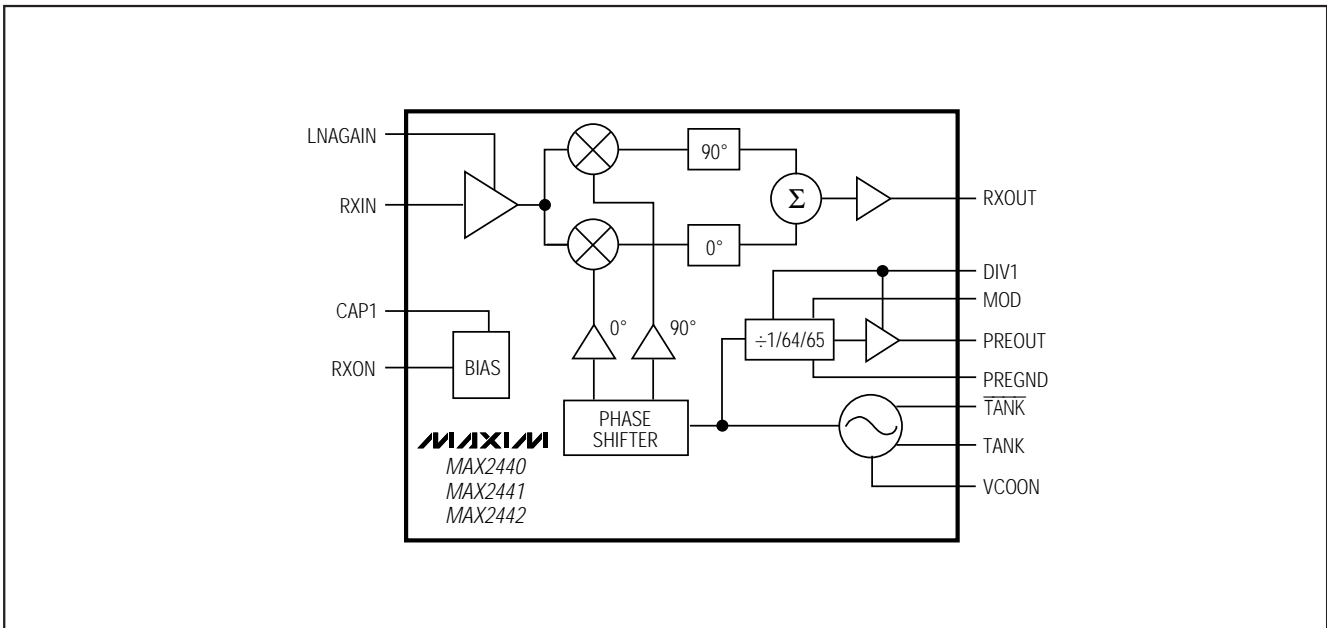 LNAGAIN
RXIN
CAP1
RXON
BIAS
90°
0°
Σ
0°
90°
PHASE
SHIFTER
÷1/64/65
RXOUT
DIV1
MOD
PREOUT
PREGND
TANK
TANK
VCOON
MAXIM
MAX2440
MAX2441
MAX2442